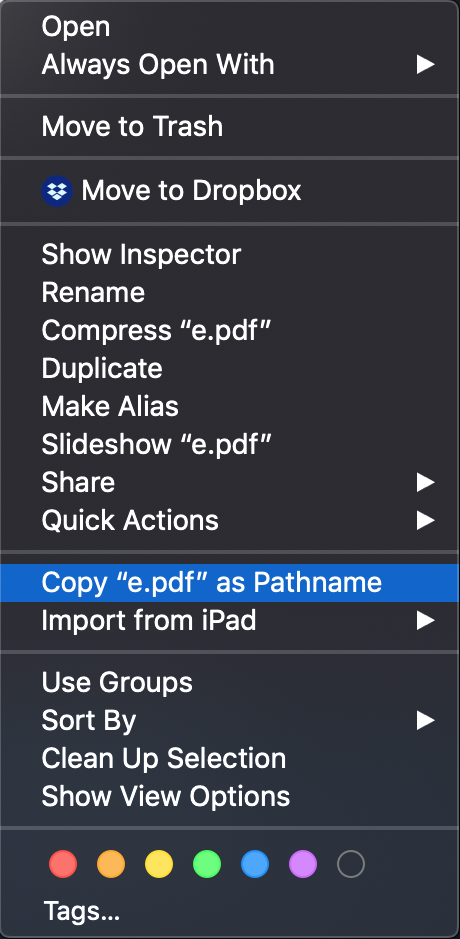 Open
Always Open With
Move to Trash
Move to Dropbox
Show Inspector
Rename
Compress “e.pdf”
Duplicate
Make Alias
Slideshow “e.pdf”
Share
Quick Actions
Copy “e.pdf” as Pathname
Import from iPad
Use Groups
Sort By
Clean Up Selection
Show View Options
Tags...